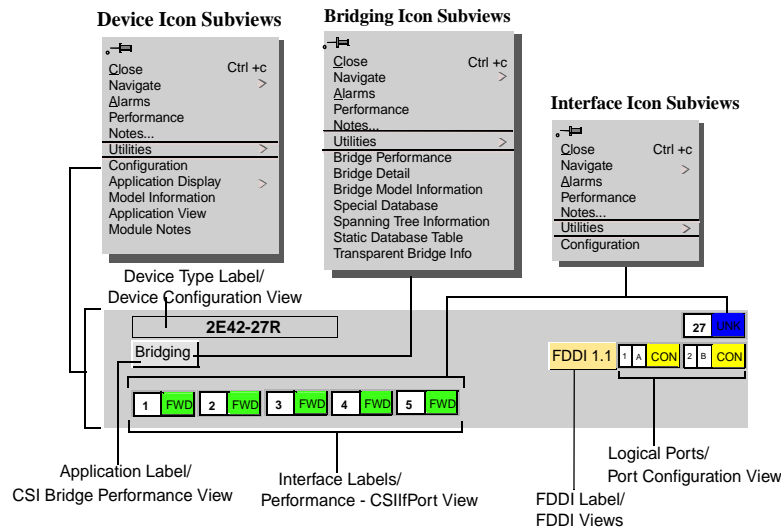 Device Icon Subviews
Close Ctrl +c
Navigate >
Alarms
Performance
Notes...
Utilities >
Configuration
Application Display >
Model Information
Application View
Module Notes
Bridging Icon Subviews
Close Ctrl +c
Navigate >
Alarms
Performance
Notes...
Utilities >
Bridge Performance
Bridge Detail
Bridge Model Information
Special Database
Spanning Tree Information
Static Database Table
Transparent Bridge Info
Interface Icon Subviews
Close Ctrl +c
Navigate >
Alarms
Performance
Notes...
Utilities >
Configuration
Device Type Label/
Device Configuration View
2E42-27R
27 UNK
Bridging
FDDI 1.1 1 A CON 2 B CON
1 FWD 2 FWD 3 FWD 4 FWD 5 FWD
Application Label/
CSI Bridge Performance View
Interface Labels/
Performance - CSIIfPort View
Logical Ports/
Port Configuration View
FDDI Label/
FDDI Views